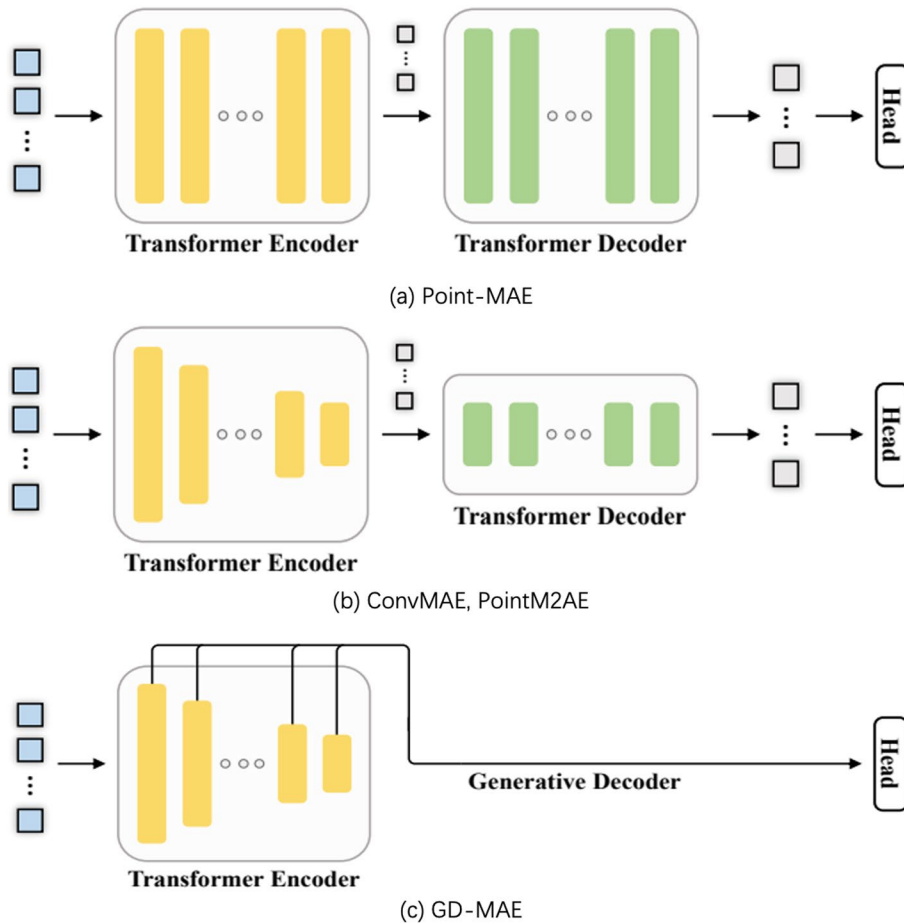 Head
Transformer Encoder
Transformer Decoder
(a) Point-MAE
Head
Transformer Decoder
Transformer Encoder
(b) ConvMAE, PointM2AE
Head
Generative Decoder
Transformer Encoder
(c) GD-MAE